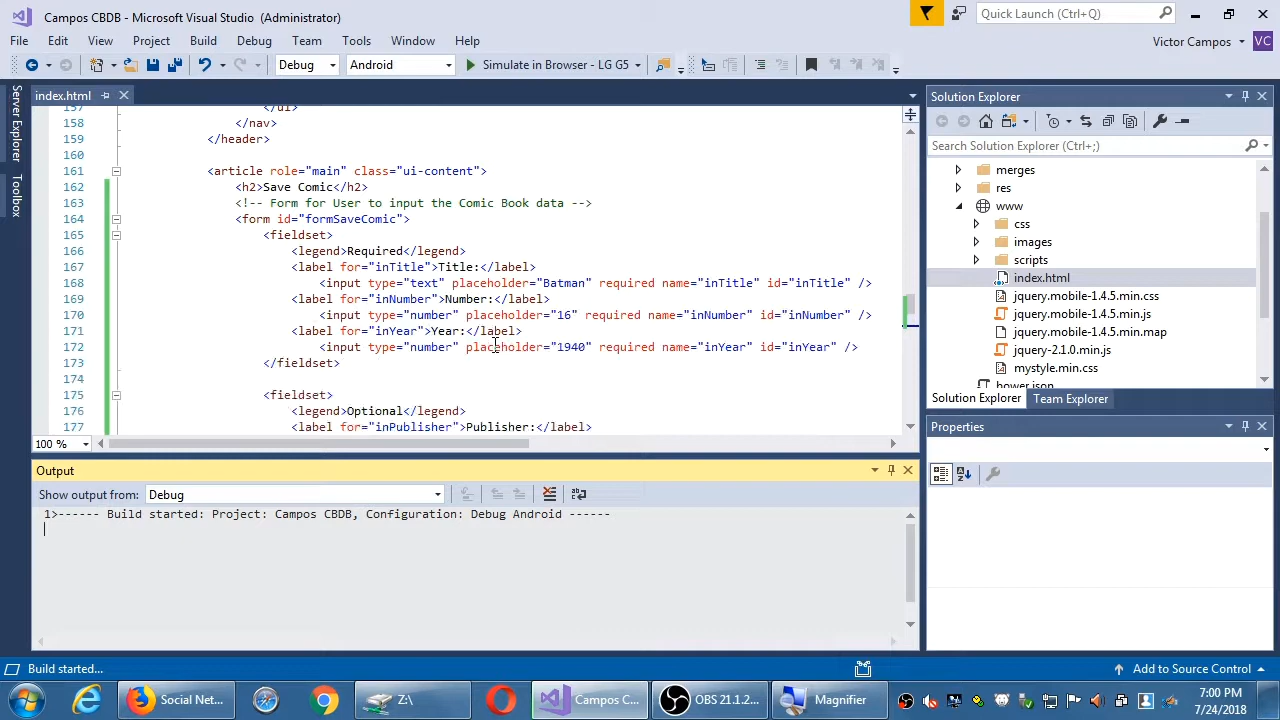 Campos CBDB - Microsoft Visual Studio (Administrator)
Quick Launch (Ctrl+Q)
File Edit View Project Build Debug Team Tools Window Help
Victor Campos VC
Debug Android Simulate in Browser - LG G5
Server Explorer
Toolbox
index.html
157 </ul>
158 </nav>
159 </header>
160
161 <article role="main" class="ui-content">
162 <h2>Save Comic</h2>
163 <!-- Form for User to input the Comic Book data -->
164 <form id="formSaveComic">
165 <fieldset>
166 <legend>Required</legend>
167 <label for="inTitle">Title:</label>
168 <input type="text" placeholder="Batman" required name="inTitle" id="inTitle" />
169 <label for="inNumber">Number:</label>
170 <input type="number" placeholder="16" required name="inNumber" id="inNumber" />
171 <label for="inYear">Year:</label>
172 <input type="number" placeholder="1940" required name="inYear" id="inYear" />
173 </fieldset>
174
175 <fieldset>
176 <legend>Optional</legend>
177 <label for="inPublisher">Publisher:</label>
100 %
Output
Show output from: Debug
1>------ Build started: Project: Campos CBDB, Configuration: Debug Android ------
Solution Explorer
Search Solution Explorer (Ctrl+;)
merges
res
www
css
images
scripts
index.html
jquery.mobile-1.4.5.min.css
jquery.mobile-1.4.5.min.js
jquery.mobile-1.4.5.min.map
jquery-2.1.0.min.js
mystyle.min.css
bower.json
Solution Explorer Team Explorer
Properties
Build started...
Add to Source Control
Social Net...
Z:\
Campos C...
OBS 21.1.2...
Magnifier
7:00 PM
7/24/2018